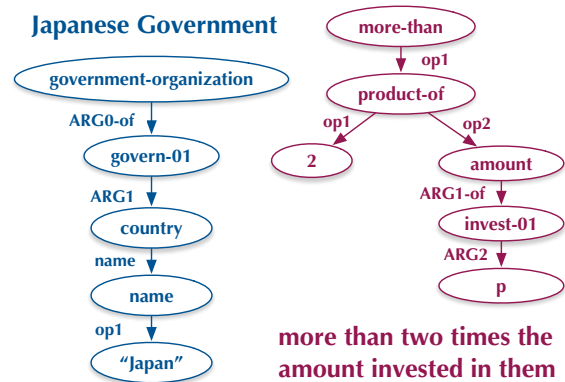 Japanese Government
government-organization
ARG0-of
govern-01
ARG1
country
name
name
op1
“Japan”
more-than
op1
product-of
op1
op2
2
amount
ARG1-of
invest-01
ARG2
p
more than two times the
amount invested in them